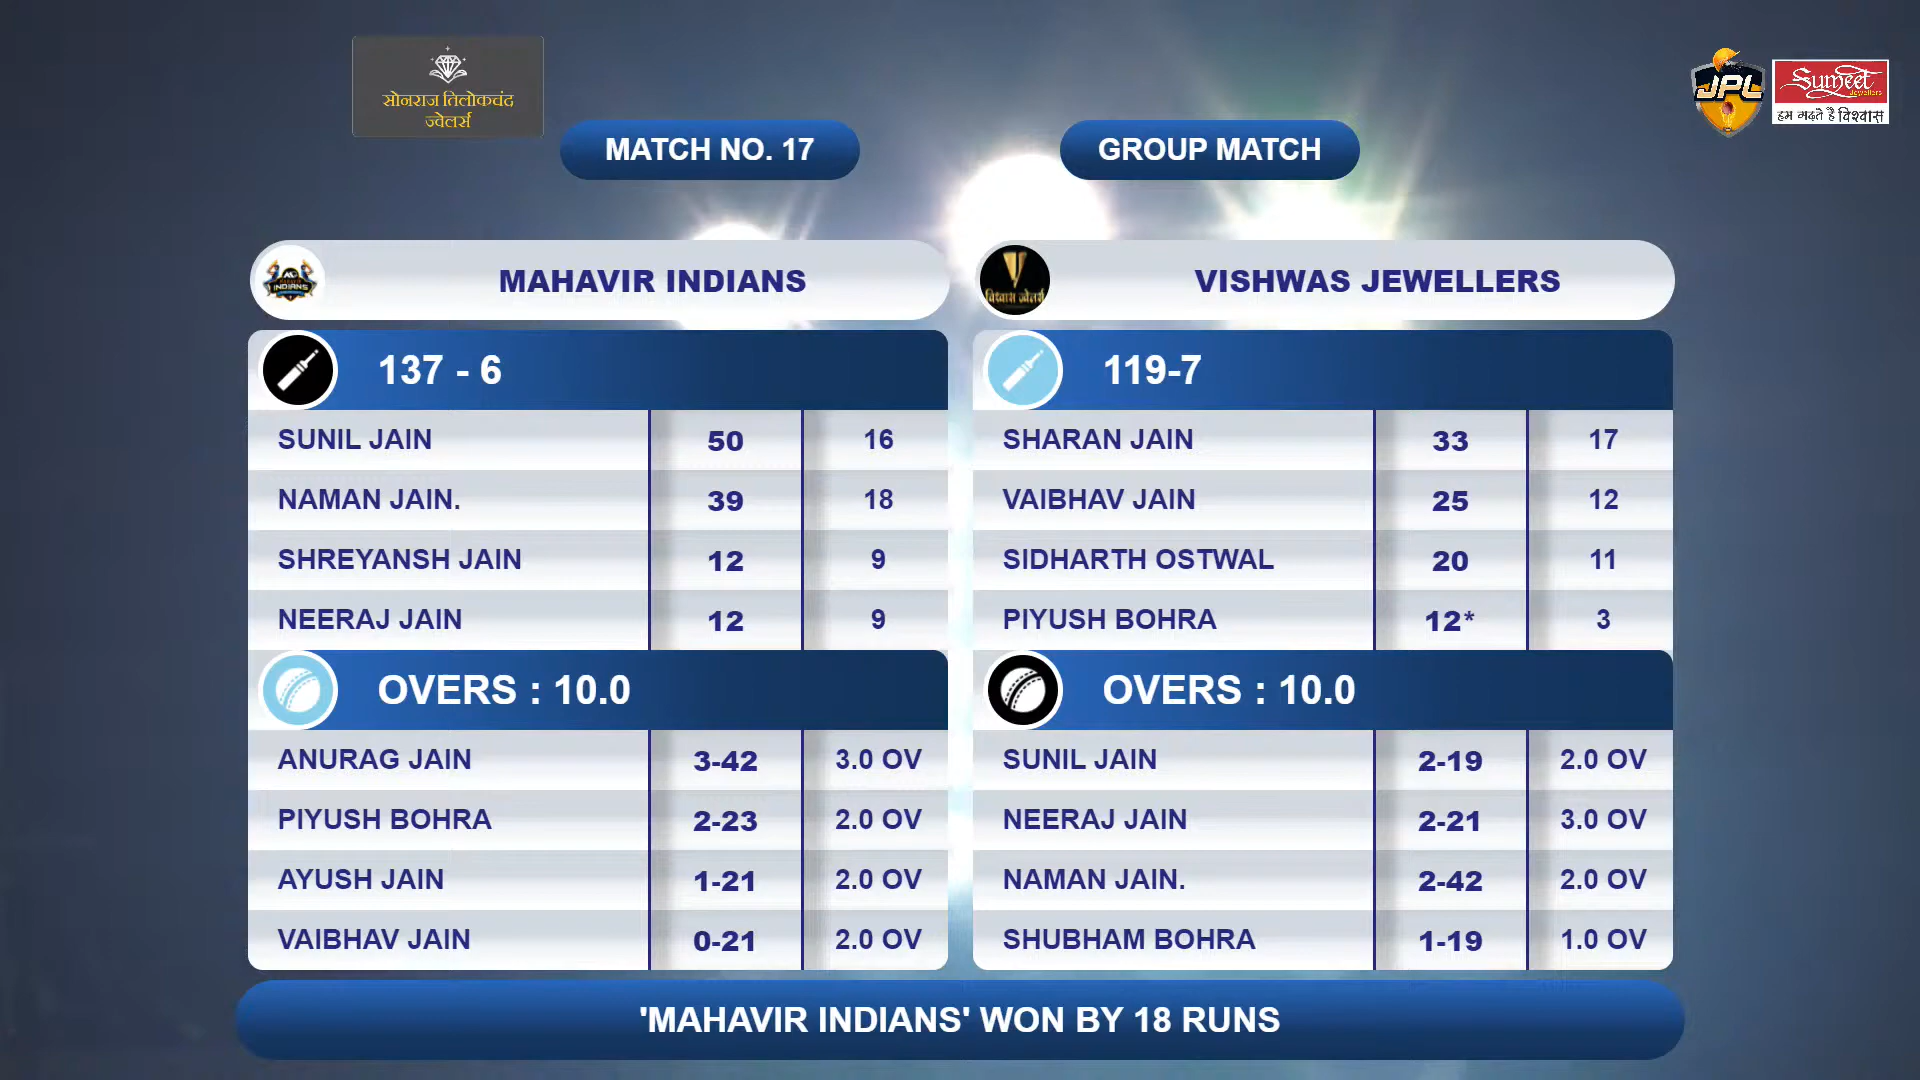 सोनराज तिलोकचंद
ज्वेलर्स
JPL
Sumeet
Jewellers
हम गढ़ते है विश्वास
MATCH NO. 17
GROUP MATCH
INDIANS
MAHAVIR INDIANS
विश्वास ज्वेलर्स
VISHWAS JEWELLERS
137 - 6
SUNIL JAIN 50 16
NAMAN JAIN. 39 18
SHREYANSH JAIN 12 9
NEERAJ JAIN 12 9
OVERS : 10.0
ANURAG JAIN 3-42 3.0 OV
PIYUSH BOHRA 2-23 2.0 OV
AYUSH JAIN 1-21 2.0 OV
VAIBHAV JAIN 0-21 2.0 OV
119-7
SHARAN JAIN 33 17
VAIBHAV JAIN 25 12
SIDHARTH OSTWAL 20 11
PIYUSH BOHRA 12* 3
OVERS : 10.0
SUNIL JAIN 2-19 2.0 OV
NEERAJ JAIN 2-21 3.0 OV
NAMAN JAIN. 2-42 2.0 OV
SHUBHAM BOHRA 1-19 1.0 OV
'MAHAVIR INDIANS' WON BY 18 RUNS